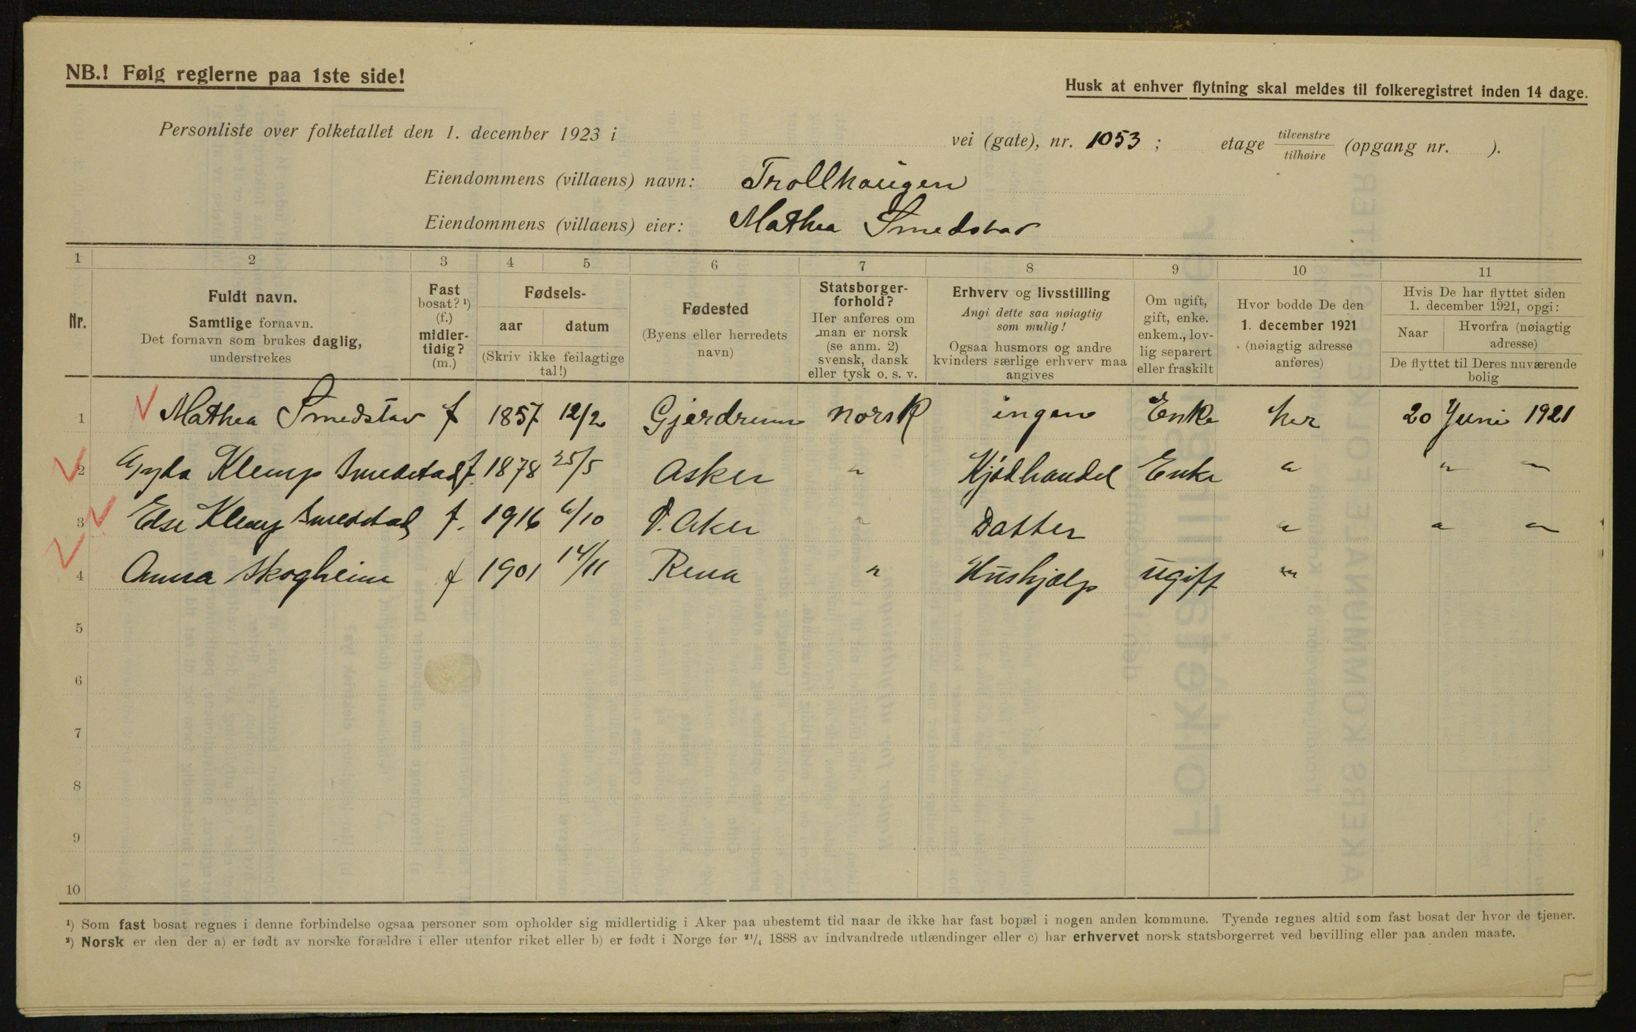 NB.! Følg reglerne paa 1ste side!
Husk at enhver flytning skal meldes til folkeregistret inden 14 dage.
Personliste over folketallet den 1. december 1923 i vei (gate), nr. 1053 ; etage tilvenstre / tilhøire (opgang nr. ).
Eiendommens (villaens) navn: Trollhaugen
Eiendommens (villaens) eier: Mathea Smedstad
1 2 3 4 5 6 7 8 9 10 11
Nr.
Fuldt navn.
Samtlige fornavn.
Det fornavn som brukes daglig,
understrekes
Fast
bosat? ¹)
(f.)
midler-
tidig?
(m.)
Fødsels-
aar datum
(Skriv ikke feilagtige
tal!)
Fødested
(Byens eller herredets
navn)
Statsborger-
forhold?
Her anføres om
man er norsk
(se anm. 2)
svensk, dansk
eller tysk o. s. v.
Erhverv og livsstilling
Angi dette saa nøiagtig
som mulig!
Ogsaa husmors og andre
kvinders særlige erhverv maa
angives
Om ugift,
gift, enke.
enkem., lov-
lig separert
eller fraskilt
Hvor bodde De den
1. december 1921
(nøiagtig adresse
anføres)
Hvis De har flyttet siden
1. december 1921, opgi:
Naar Hvorfra (nøiagtig
adresse)
De flyttet til Deres nuværende
bolig
1 Mathea Smedstad f 1857 12/2 Gjerdrum norsk ingen Enke her 20 Juni 1921
2 Gyda Klemp Smedstad f. 1878 25/5 Asker " Kjødhandel Enke " " "
3 Else Klemp Smedstad f. 1916 6/10 V. Aker " Datter " " "
4 Anna Skogheim f 1901 14/11 Rena " Hushjælp ugift "
5
6
7
8
9
10
¹) Som fast bosat regnes i denne forbindelse ogsaa personer som opholder sig midlertidig i Aker paa ubestemt tid naar de ikke har fast bopæl i nogen anden kommune. Tyende regnes altid som fast bosat der hvor de tjener.
²) Norsk er den der a) er født av norske forældre i eller utenfor riket eller b) er født i Norge før ²¹/₄ 1888 av indvandrede utlændinger eller c) har erhvervet norsk statsborgerret ved bevilling eller paa anden maate.